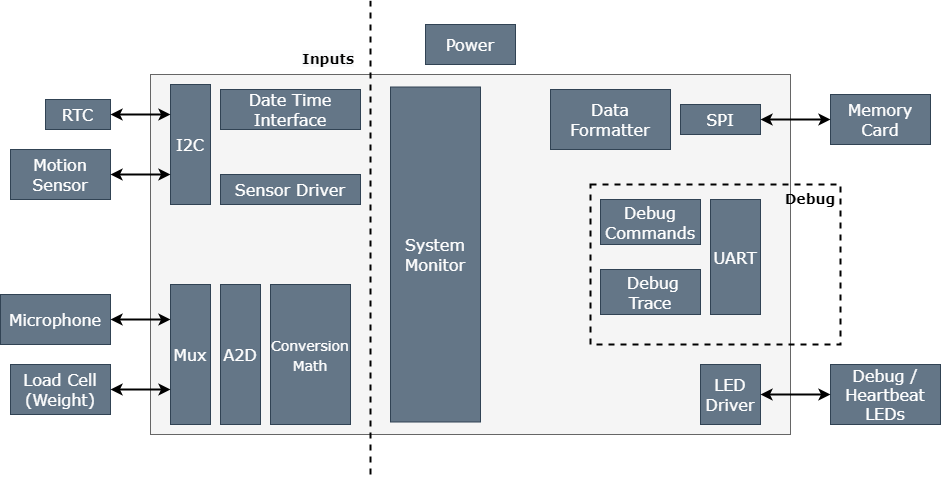 Power
Inputs
RTC
Motion
Sensor
I2C
Date Time
Interface
Sensor Driver
Microphone
Load Cell
(Weight)
Mux
A2D
Conversion
Math
System
Monitor
Data
Formatter
SPI
Memory
Card
Debug
Debug
Commands
Debug
Trace
UART
LED
Driver
Debug /
Heartbeat
LEDs